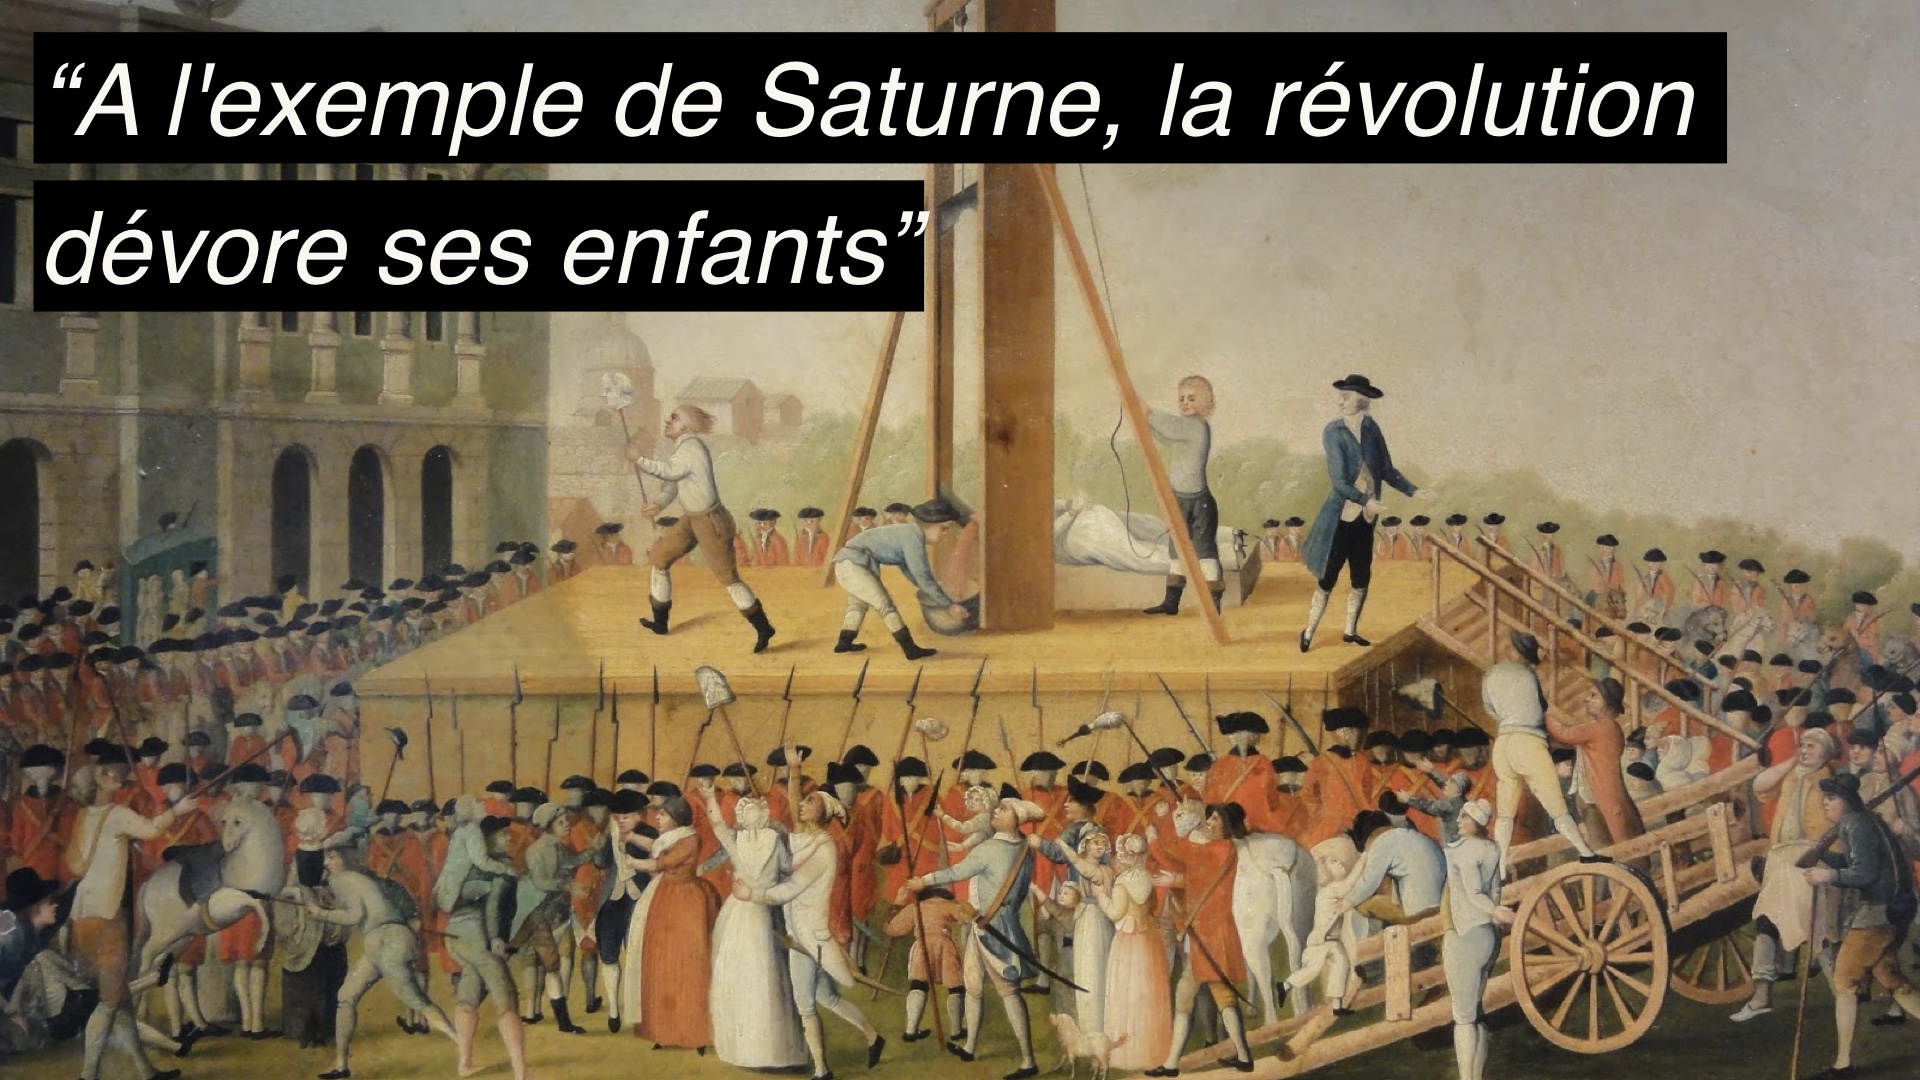 “A l'exemple de Saturne, la révolution
dévore ses enfants”